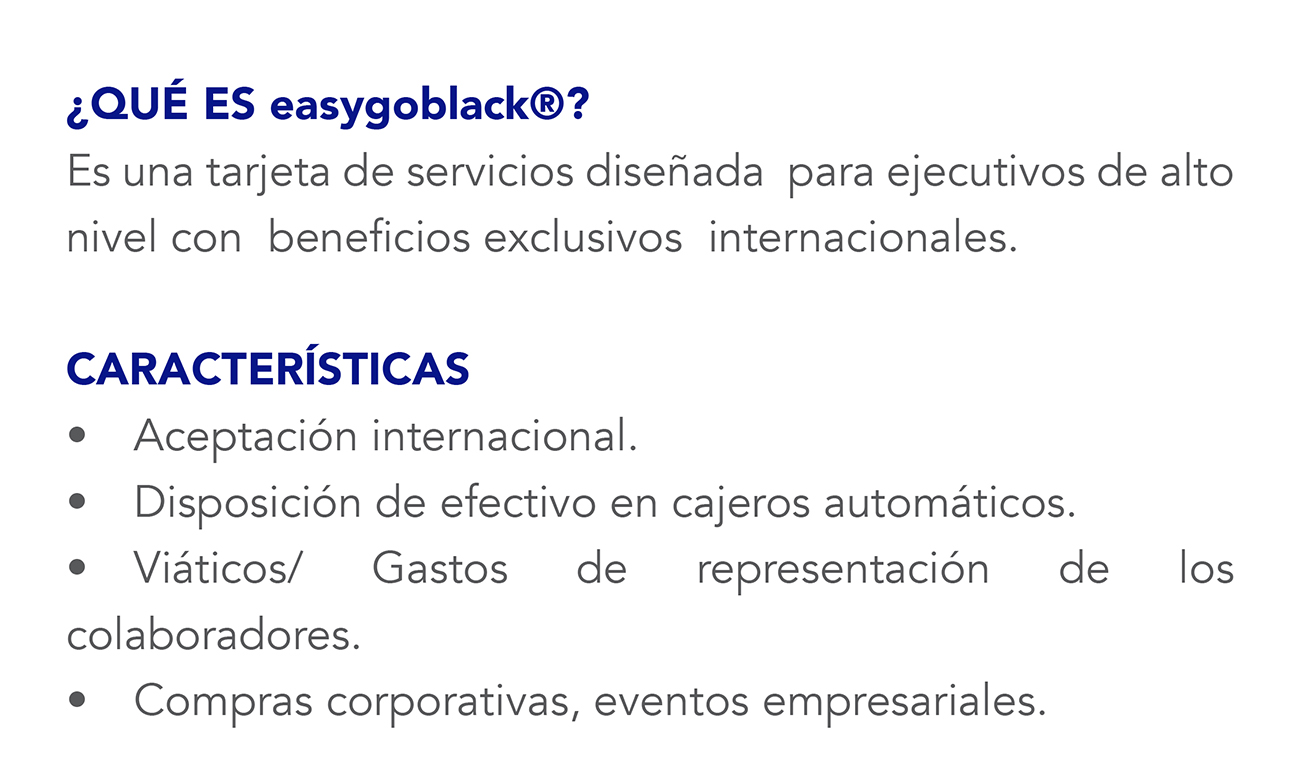 ¿QUÉ ES easygoblack®?
Es una tarjeta de servicios diseñada para ejecutivos de alto
nivel con beneficios exclusivos internacionales.
CARACTERÍSTICAS
• Aceptación internacional.
• Disposición de efectivo en cajeros automáticos.
• Viáticos/ Gastos de representación de los
colaboradores.
• Compras corporativas, eventos empresariales.